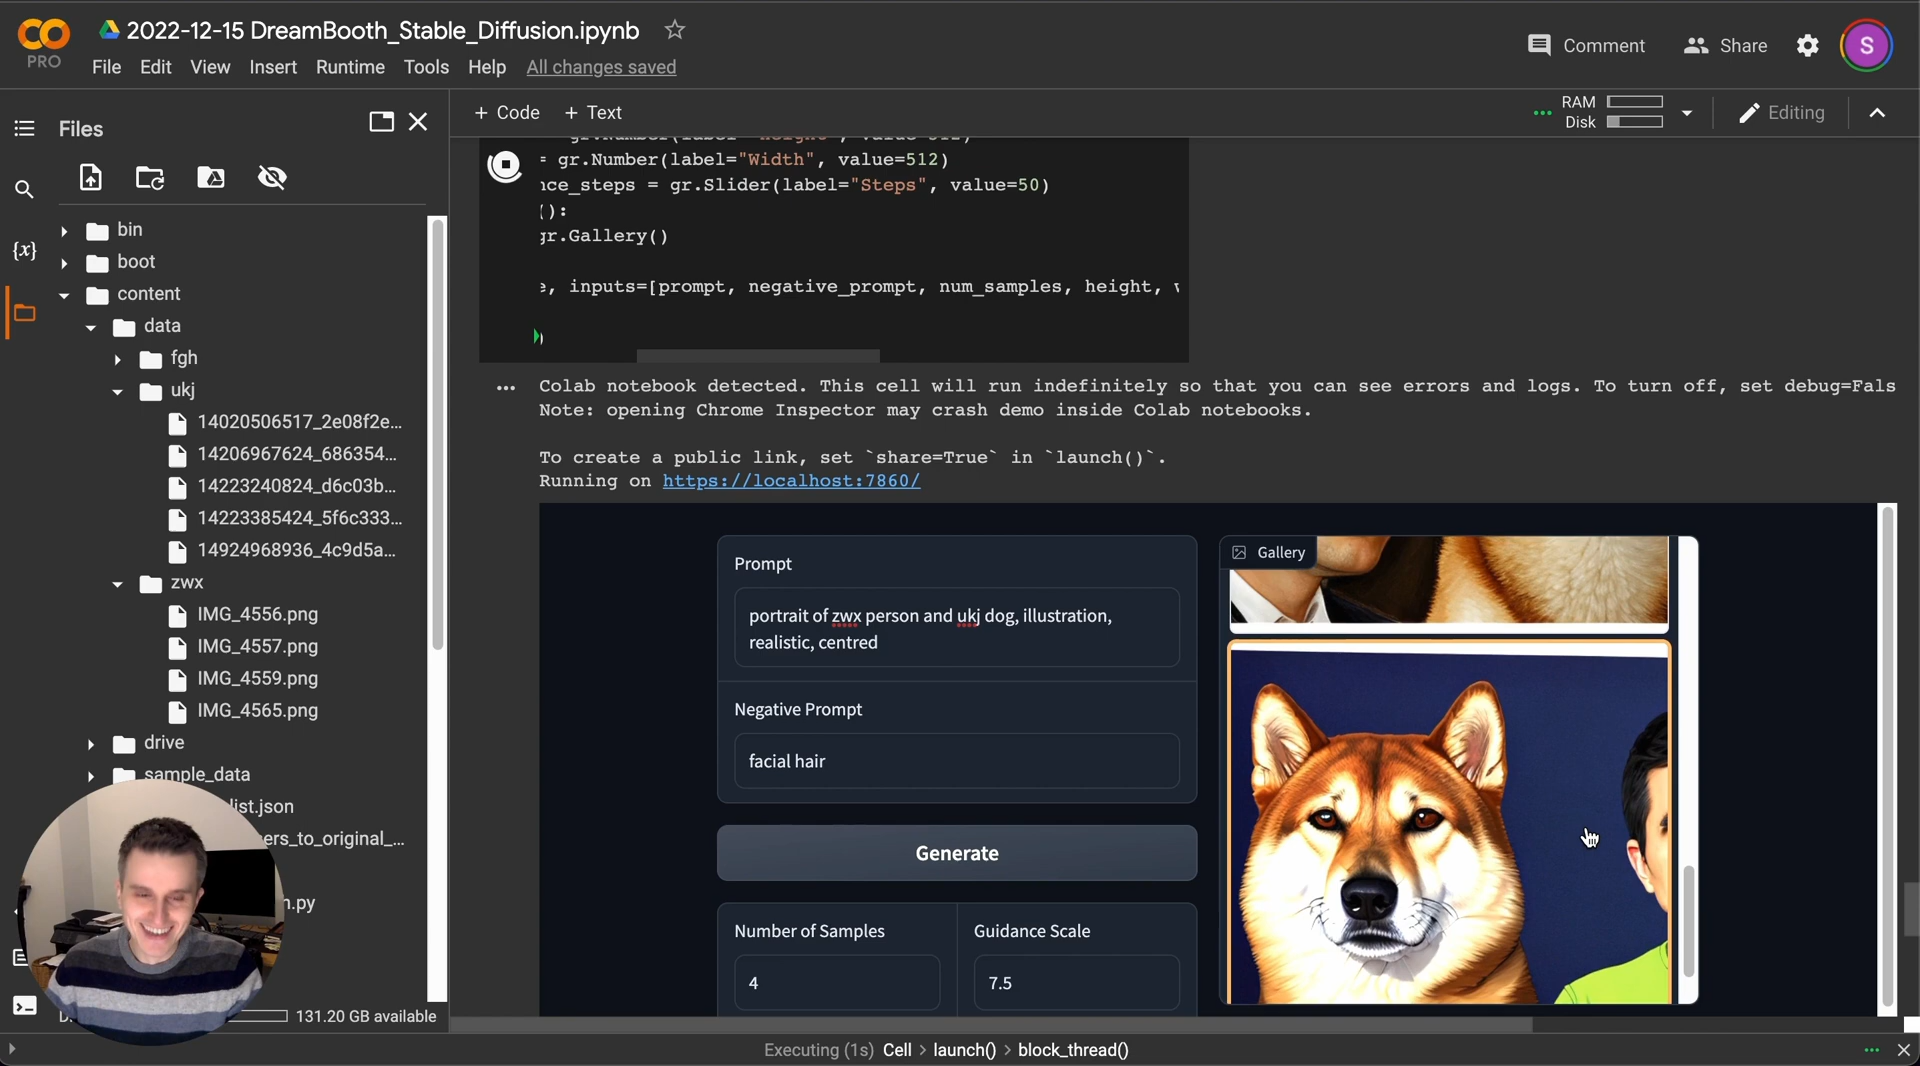 2022-12-15 DreamBooth_Stable_Diffusion.ipynb
PRO
File Edit View Insert Runtime Tools Help All changes saved
Comment
Share
S
Files
+ Code + Text
RAM
Disk
Editing
bin
boot
content
data
fgh
ukj
14020506517_2e08f2e...
14206967624_686354...
14223240824_d6c03b...
14223385424_5f6c333...
14924968936_4c9d5a...
zwx
IMG_4556.png
IMG_4557.png
IMG_4559.png
IMG_4565.png
drive
sample_data
list.json
ers_to_original_...
n.py
131.20 GB available
{x}
= gr.Number(label="Width", value=512)
nce_steps = gr.Slider(label="Steps", value=50)
():
gr.Gallery()
e, inputs=[prompt, negative_prompt, num_samples, height,
)
Colab notebook detected. This cell will run indefinitely so that you can see errors and logs. To turn off, set debug=Fals
Note: opening Chrome Inspector may crash demo inside Colab notebooks.
To create a public link, set `share=True` in `launch()`.
Running on https://localhost:7860/
Prompt
portrait of zwx person and ukj dog, illustration,
realistic, centred
Negative Prompt
facial hair
Generate
Number of Samples
4
Guidance Scale
7.5
Gallery
Executing (1s) Cell > launch() > block_thread()